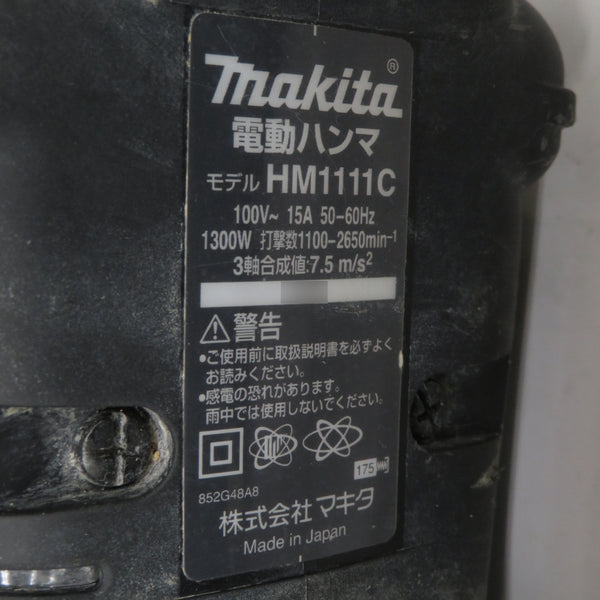 makita®
電動ハンマ
モデル HM1111C
100V~ 15A 50-60Hz
1300W 打撃数1100-2650min-1
3軸合成値:7.5 m/s2
⚠警告
•ご使用前に取扱説明書を必ずよく
お読みください。
•感電の恐れがあります。
雨中では使用しないでください。
175
852G48A8
株式会社 マキタ
Made in Japan